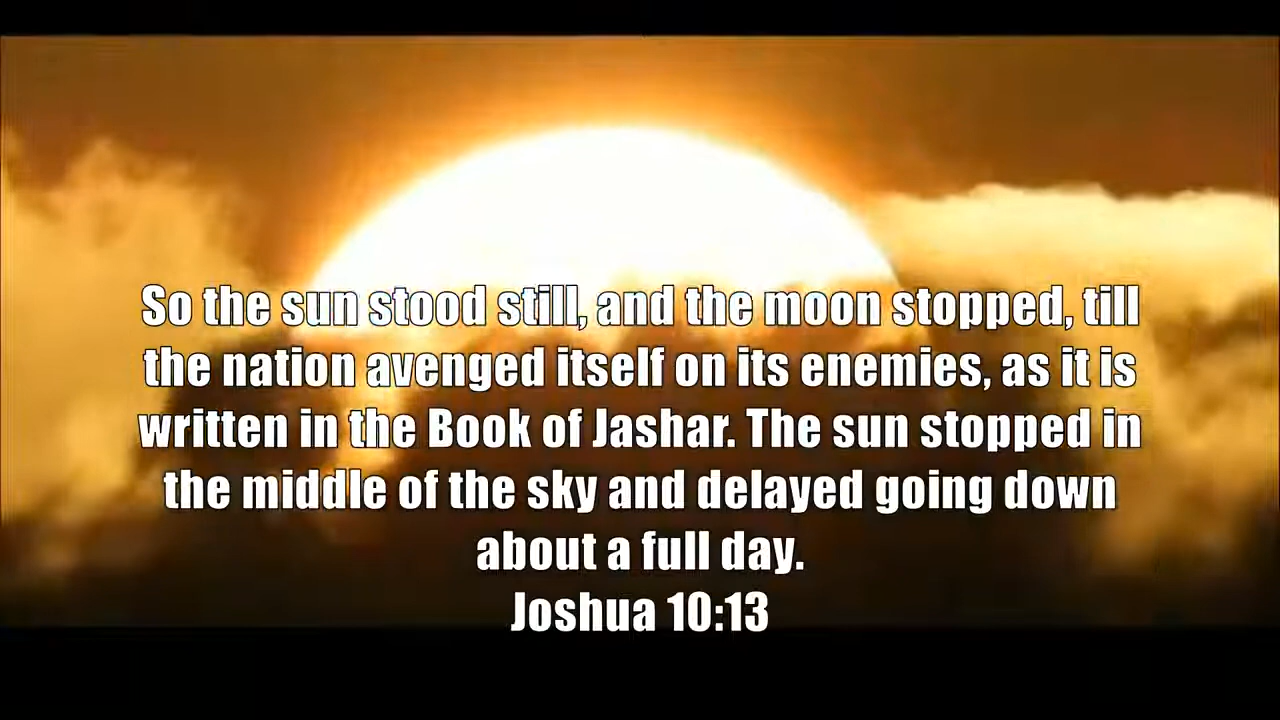 So the sun stood still, and the moon stopped, till
the nation avenged itself on its enemies, as it is
written in the Book of Jashar. The sun stopped in
the middle of the sky and delayed going down
about a full day.
Joshua 10:13